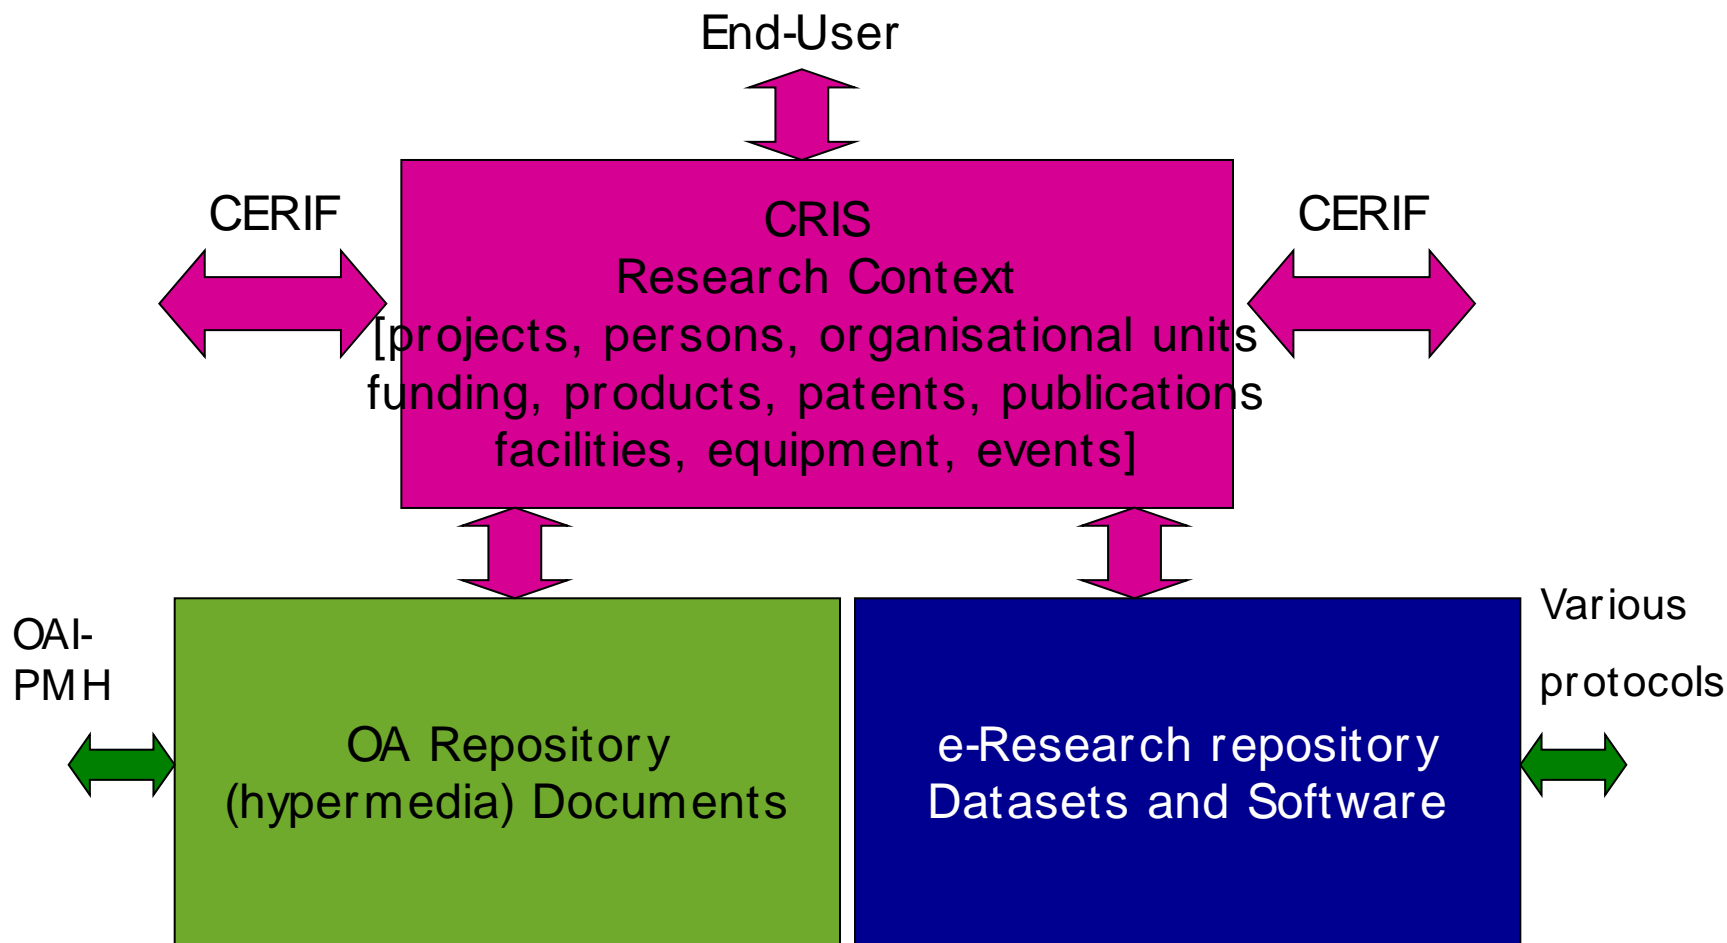 End-User
CERIF
CERIF
CRIS
Research Context
[projects, persons, organisational units
funding, products, patents, publications
facilities, equipment, events]
OAI-
PMH
Various
protocols
OA Repository
(hypermedia) Documents
e-Research repository
Datasets and Software